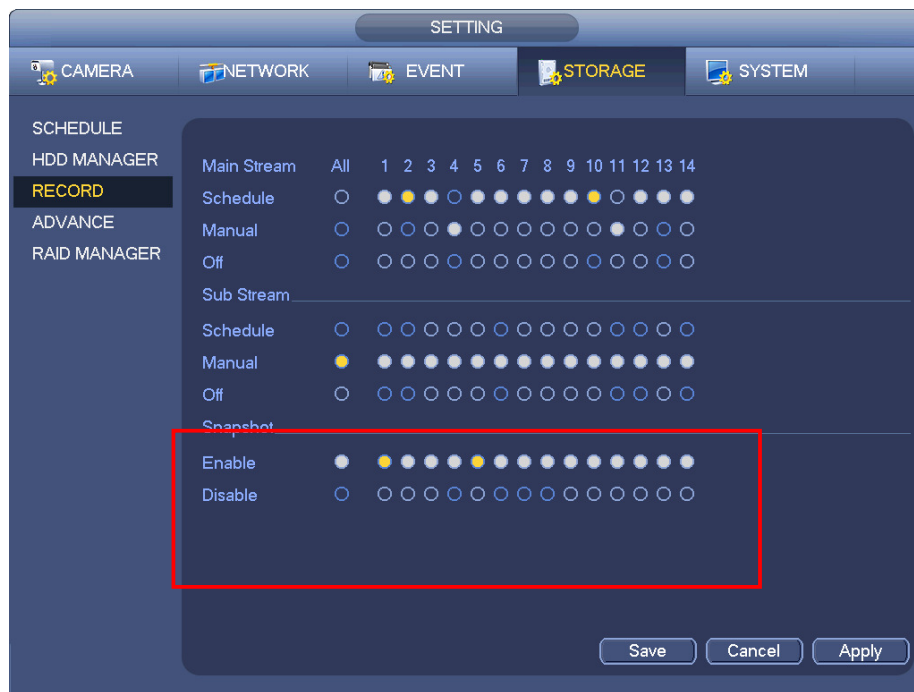 SETTING
CAMERA NETWORK EVENT STORAGE SYSTEM
SCHEDULE
HDD MANAGER
RECORD
ADVANCE
RAID MANAGER
Main Stream All 1 2 3 4 5 6 7 8 9 10 11 12 13 14
Schedule
Manual
Off
Sub Stream
Schedule
Manual
Off
Snapshot
Enable
Disable
Save Cancel Apply